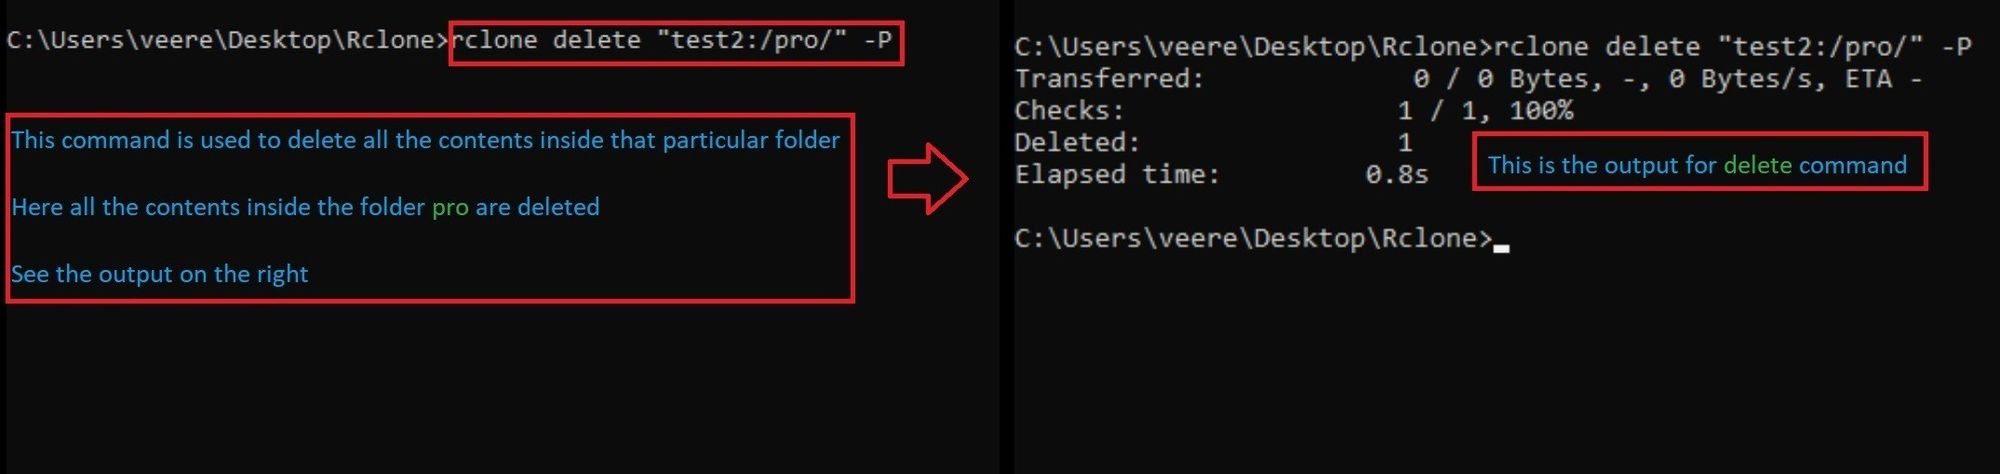 C:\Users\veere\Desktop\Rclone>rclone delete "test2:/pro/" -P
This command is used to delete all the contents inside that particular folder
Here all the contents inside the folder pro are deleted
See the output on the right
C:\Users\veere\Desktop\Rclone>rclone delete "test2:/pro/" -P
Transferred: 0 / 0 Bytes, -, 0 Bytes/s, ETA -
Checks: 1 / 1, 100%
Deleted: 1
This is the output for delete command
Elapsed time: 0.8s
C:\Users\veere\Desktop\Rclone>